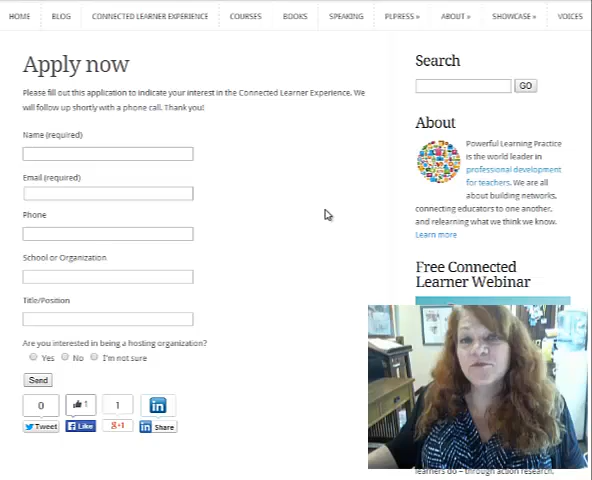 HOME BLOG CONNECTED LEARNER EXPERIENCE COURSES BOOKS SPEAKING PLPRESS » ABOUT » SHOWCASE » VOICES
Apply now
Please fill out this application to indicate your interest in the Connected Learner Experience. We
will follow up shortly with a phone call. Thank you!
Name (required)
Email (required)
Phone
School or Organization
Title/Position
Are you interested in being a hosting organization?
Yes No I'm not sure
Send
0 1 1 in
Tweet Like g+1 in Share
Search
GO
About
Powerful Learning Practice
is the world leader in
professional development
for teachers. We are all
about building networks,
connecting educators to one another,
and relearning what we think we know.
Learn more
Free Connected
Learner Webinar
learners do – through action research.